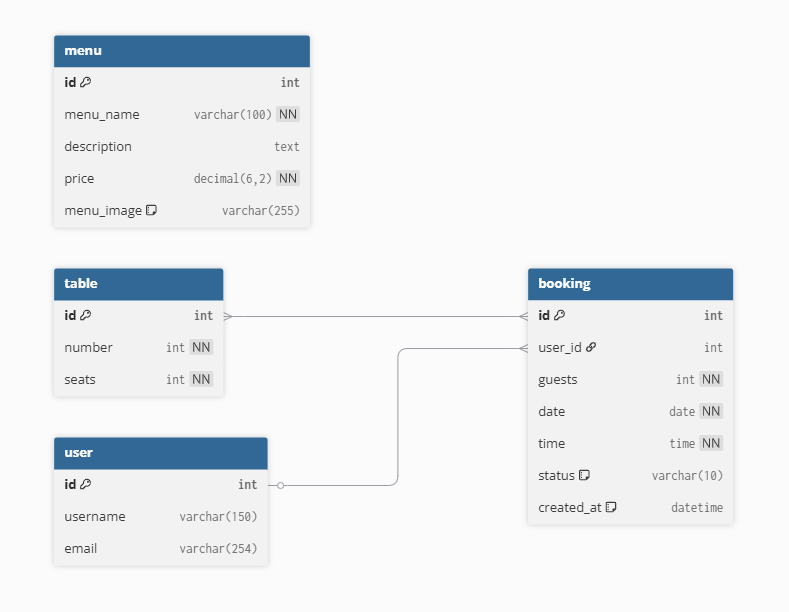 menu
id int
menu_name varchar(100) NN
description text
price decimal(6,2) NN
menu_image varchar(255)
table
id int
number int NN
seats int NN
user
id int
username varchar(150)
email varchar(254)
booking
id int
user_id int
guests int NN
date date NN
time time NN
status varchar(10)
created_at datetime